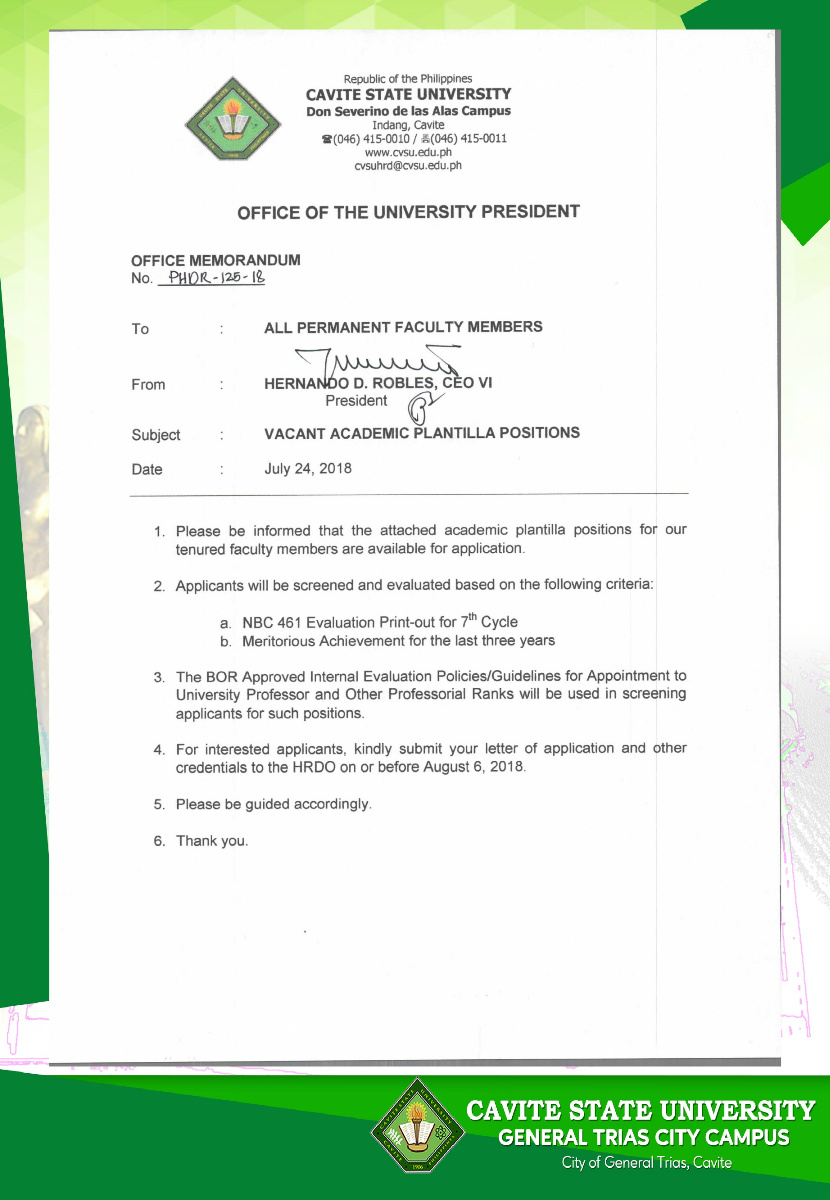 Republic of the Philippines
CAVITE STATE UNIVERSITY
Don Severino de las Alas Campus
Indang, Cavite
☎(046) 415-0010 / (046) 415-0011
www.cvsu.edu.ph
cvsuhrd@cvsu.edu.ph
OFFICE OF THE UNIVERSITY PRESIDENT
OFFICE MEMORANDUM
No. PHDR-125-18
To : ALL PERMANENT FACULTY MEMBERS
From : HERNANDO D. ROBLES, CEO VI
President
Subject : VACANT ACADEMIC PLANTILLA POSITIONS
Date : July 24, 2018
1. Please be informed that the attached academic plantilla positions for our
tenured faculty members are available for application.
2. Applicants will be screened and evaluated based on the following criteria:
a. NBC 461 Evaluation Print-out for 7th Cycle
b. Meritorious Achievement for the last three years
3. The BOR Approved Internal Evaluation Policies/Guidelines for Appointment to
University Professor and Other Professorial Ranks will be used in screening
applicants for such positions.
4. For interested applicants, kindly submit your letter of application and other
credentials to the HRDO on or before August 6, 2018.
5. Please be guided accordingly.
6. Thank you.
CAVITE STATE UNIVERSITY
GENERAL TRIAS CITY CAMPUS
City of General Trias, Cavite